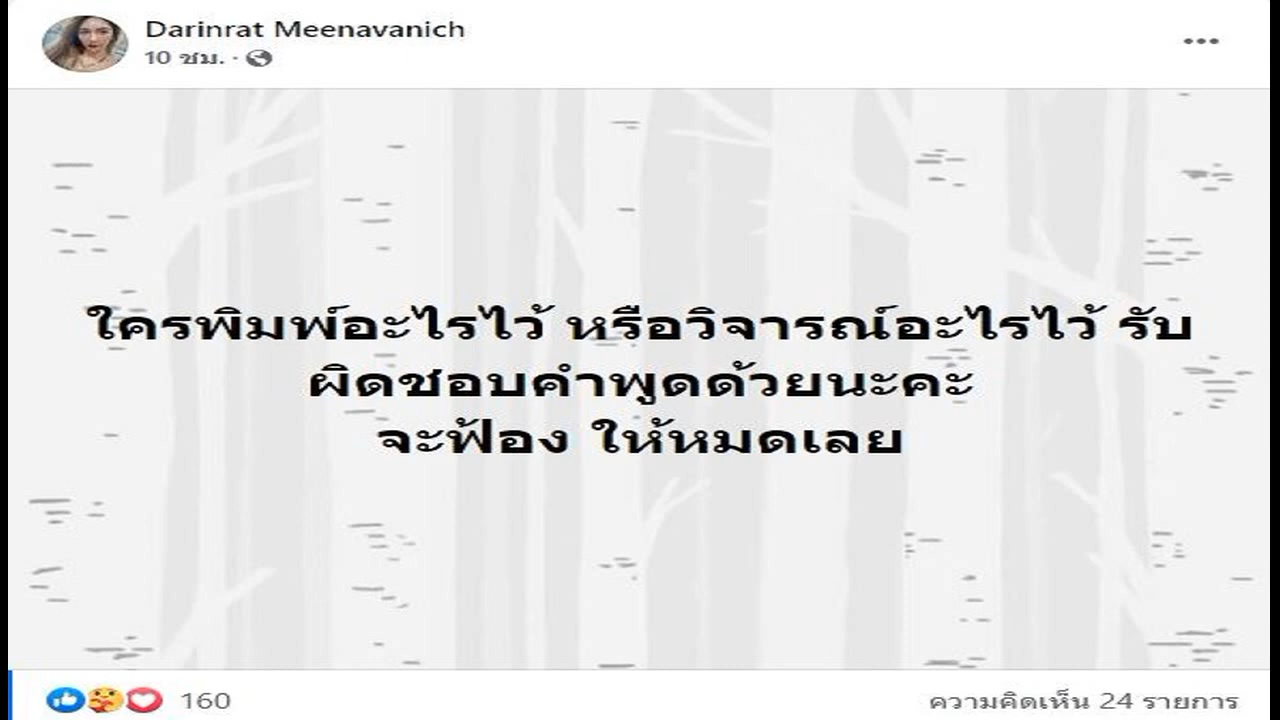 Darinrat Meenavanich
10 ชม. ·
ใครพิมพ์อะไรไว้ หรือวิจารณ์อะไรไว้ รับ
ผิดชอบคำพูดด้วยนะคะ
จะฟ้อง ให้หมดเลย
160
ความคิดเห็น 24 รายการ